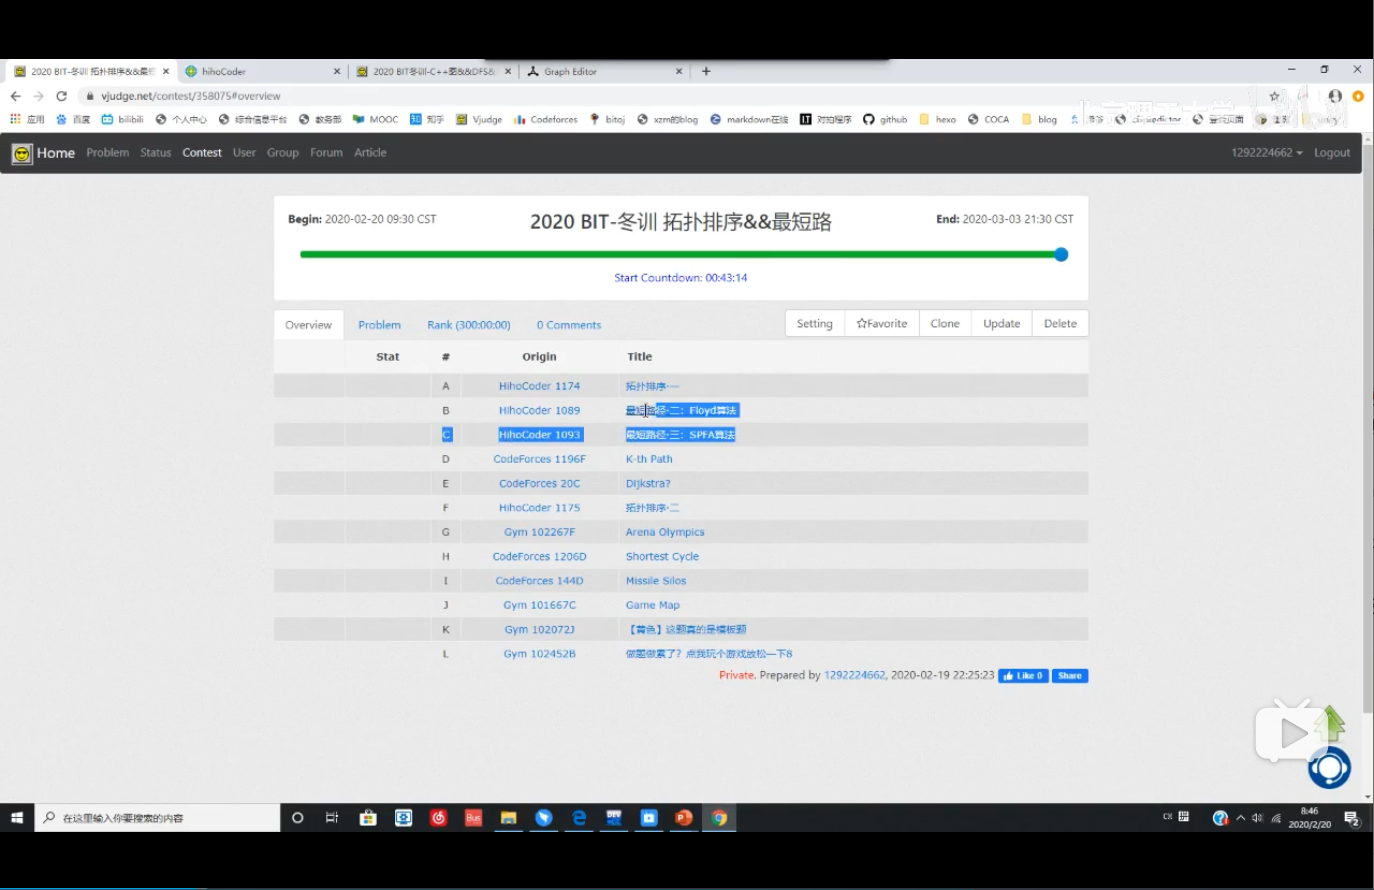 2020 BIT-冬训 拓扑排序&&最短 hihoCoder 2020 BIT冬训-C++ &&DFS& Graph Editor
vjudge.net/contest/358075#overview
应用 百度 bilibili 个人中心 综合信息平台 教务部 MOOC 知乎 Vjudge Codeforces bitoj xzm的blog markdown在线 对拍程序 github hexo COCA blog
Home Problem Status Contest User Group Forum Article 1292224662 Logout
Begin: 2020-02-20 09:30 CST 2020 BIT-冬训 拓扑排序&&最短路 End: 2020-03-03 21:30 CST
Start Countdown: 00:43:14
Overview Problem Rank (300:00:00) 0 Comments Setting ☆Favorite Clone Update Delete
Stat # Origin Title
A HihoCoder 1174 拓扑排序·一
B HihoCoder 1089 最短路径·二：Floyd算法
C HihoCoder 1093 最短路径·三：SPFA算法
D CodeForces 1196F K-th Path
E CodeForces 20C Dijkstra?
F HihoCoder 1175 拓扑排序·二
G Gym 102267F Arena Olympics
H CodeForces 1206D Shortest Cycle
I CodeForces 144D Missile Silos
J Gym 101667C Game Map
K Gym 102072J 【黄色】这题真的是模板题
L Gym 102452B 做题做累了？点我玩个游戏放松一下8
Private. Prepared by 1292224662, 2020-02-19 22:25:23 Like 0 Share
在这里输入你要搜索的内容 Bus DEV P CK 8:46
2020/2/20 2